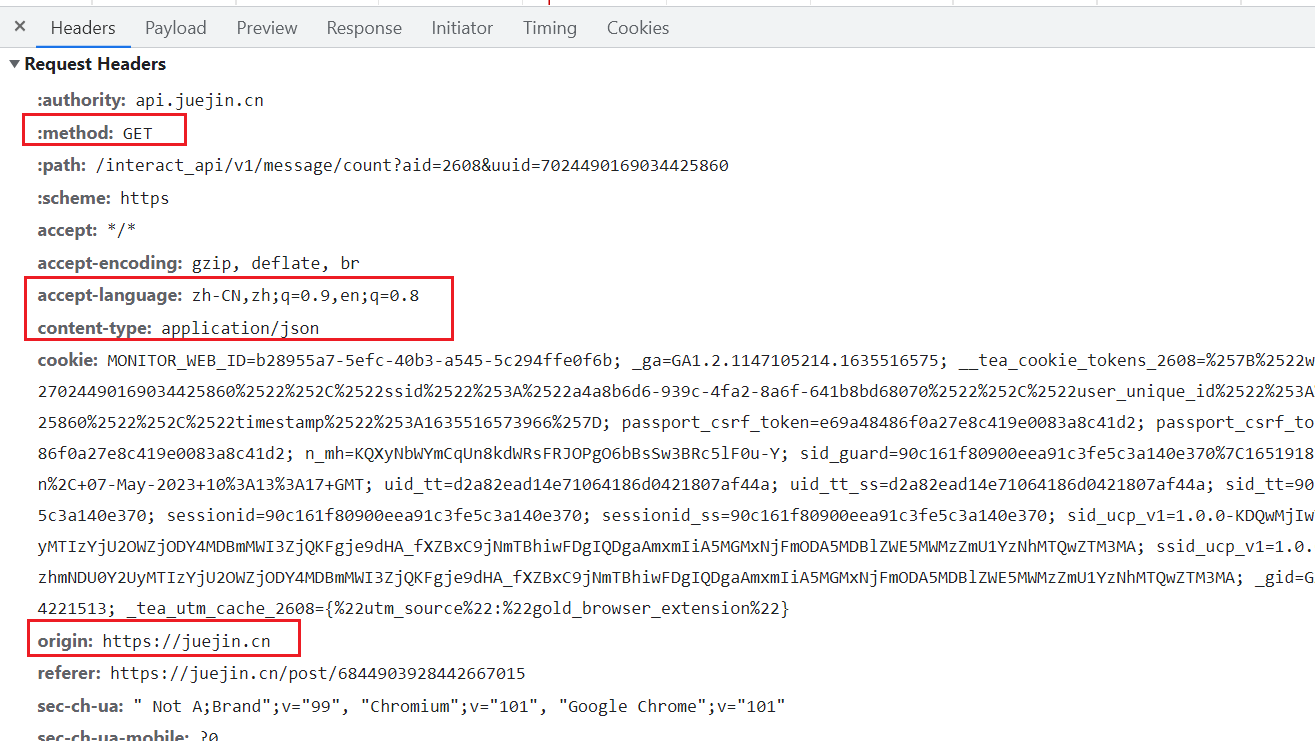 × Headers Payload Preview Response Initiator Timing Cookies
▼Request Headers
:authority: api.juejin.cn
:method: GET
:path: /interact_api/v1/message/count?aid=2608&uuid=7024490169034425860
:scheme: https
accept: */*
accept-encoding: gzip, deflate, br
accept-language: zh-CN,zh;q=0.9,en;q=0.8
content-type: application/json
cookie: MONITOR_WEB_ID=b28955a7-5efc-40b3-a545-5c294ffe0f6b; _ga=GA1.2.1147105214.1635516575; __tea_cookie_tokens_2608=%257B%2522w
27024490169034425860%2522%252C%2522ssid%2522%253A%2522a4a8b6d6-939c-4fa2-8a6f-641b8bd68070%2522%252C%2522user_unique_id%2522%253A
25860%2522%252C%2522timestamp%2522%253A1635516573966%257D; passport_csrf_token=e69a48486f0a27e8c419e0083a8c41d2; passport_csrf_to
86f0a27e8c419e0083a8c41d2; n_mh=KQXyNbWYmCqUn8kdWRsFRJOPgO6bBsSw3BRc5lF0u-Y; sid_guard=90c161f80900eea91c3fe5c3a140e370%7C1651918
n%2C+07-May-2023+10%3A13%3A17+GMT; uid_tt=d2a82ead14e71064186d0421807af44a; uid_tt_ss=d2a82ead14e71064186d0421807af44a; sid_tt=90
5c3a140e370; sessionid=90c161f80900eea91c3fe5c3a140e370; sessionid_ss=90c161f80900eea91c3fe5c3a140e370; sid_ucp_v1=1.0.0-KDQwMjIw
yMTIzYjU2OWZjODY4MDBmMWI3ZjQKFgje9dHA_fXZBxC9jNmTBhiwFDgIQDgaAmxmIiA5MGMxNjFmODA5MDBlZWE5MWMzZmU1YzNhMTQwZTM3MA; ssid_ucp_v1=1.0.
zhmNDU0Y2UyMTIzYjU2OWZjODY4MDBmMWI3ZjQKFgje9dHA_fXZBxC9jNmTBhiwFDgIQDgaAmxmIiA5MGMxNjFmODA5MDBlZWE5MWMzZmU1YzNhMTQwZTM3MA; _gid=G
4221513; _tea_utm_cache_2608={%22utm_source%22:%22gold_browser_extension%22}
origin: https://juejin.cn
referer: https://juejin.cn/post/6844903928442667015
sec-ch-ua: " Not A;Brand";v="99", "Chromium";v="101", "Google Chrome";v="101"
sec-ch-ua-mobile: ?0